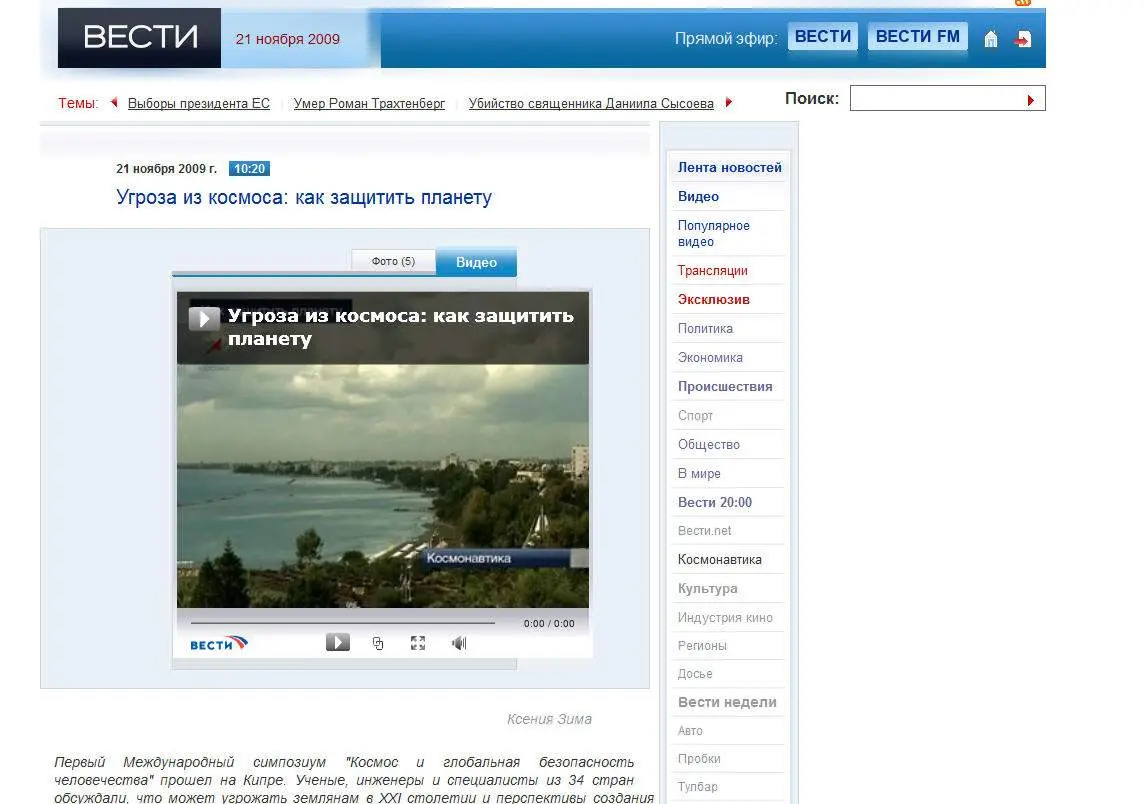 ВЕСТИ
21 ноября 2009
Прямой эфир: ВЕСТИ ВЕСТИ FM
Темы: Выборы президента ЕС Умер Роман Трахтенберг Убийство священника Даниила Сысоева
Поиск:
21 ноября 2009 г. 10:20
Угроза из космоса: как защитить планету
Фото (5) Видео
Угроза из космоса: как защитить
планету
Космонавтика
0:00 / 0:00
ВЕСТИ
Ксения Зима
Первый Международный симпозиум "Космос и глобальная безопасность
человечества" прошел на Кипре. Ученые, инженеры и специалисты из 34 стран
обсуждали, что может угрожать землянам в XXI столетии и перспективы создания
Лента новостей
Видео
Популярное
видео
Трансляции
Эксклюзив
Политика
Экономика
Происшествия
Спорт
Общество
В мире
Вести 20:00
Вести.net
Космонавтика
Культура
Индустрия кино
Регионы
Досье
Вести недели
Авто
Пробки
Тулбар